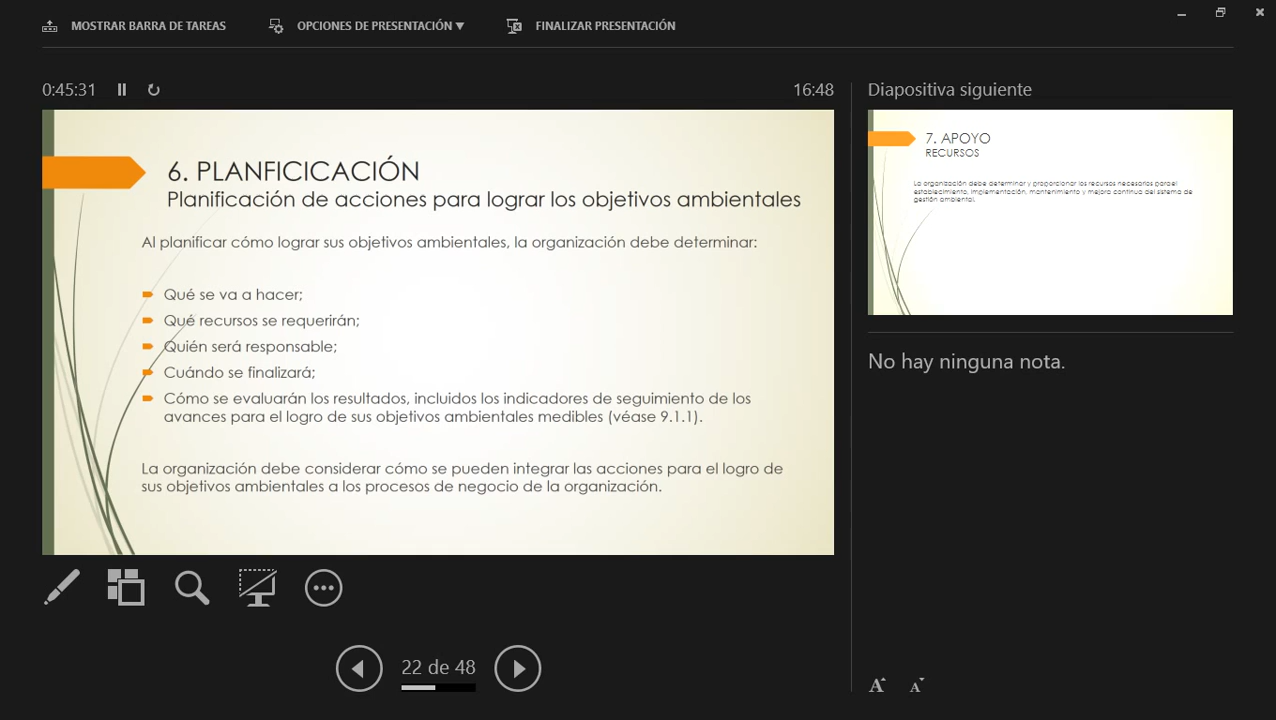 MOSTRAR BARRA DE TAREAS
OPCIONES DE PRESENTACIÓN ▼
FINALIZAR PRESENTACIÓN
0:45:31
16:48
6. PLANFICICACIÓN
Planificación de acciones para lograr los objetivos ambientales
Al planificar cómo lograr sus objetivos ambientales, la organización debe determinar:
Qué se va a hacer;
Qué recursos se requerirán;
Quién será responsable;
Cuándo se finalizará;
Cómo se evaluarán los resultados, incluidos los indicadores de seguimiento de los
avances para el logro de sus objetivos ambientales medibles (véase 9.1.1).
La organización debe considerar cómo se pueden integrar las acciones para el logro de
sus objetivos ambientales a los procesos de negocio de la organización.
22 de 48
Diapositiva siguiente
7. APOYO
RECURSOS
La organización debe determinar y proporcionar los recursos necesarios parael
establecimiento, implementación, mantenimiento y mejora continua del sistema de
gestión ambiental.
No hay ninguna nota.
A A